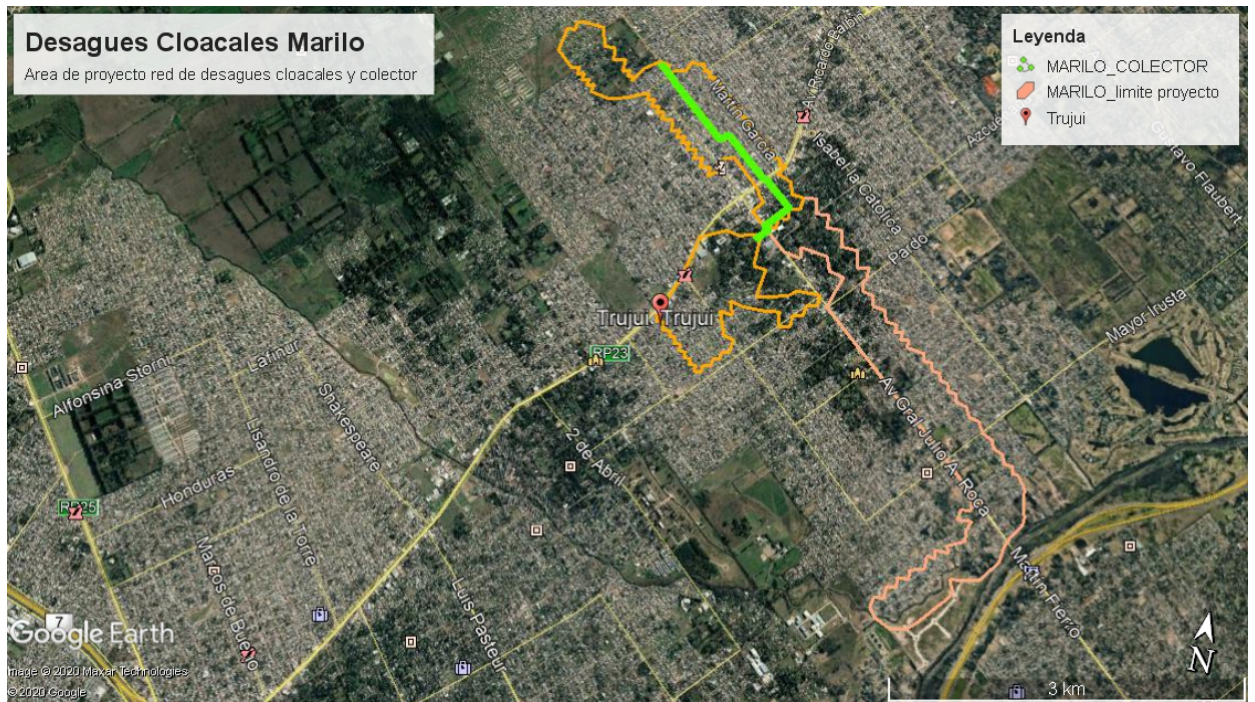 Desagues Cloacales Marilo
Area de proyecto red de desagues cloacales y colector
Leyenda
MARILO_COLECTOR
MARILO_limite proyecto
Trujui
Martín García
Isabel la Católica
Pardo
Mayor Irusta
Gustavo Flaubert
Trujui Trujui
RP23
Av Gral Julio A. Roca
Alfonsina Storni
Lafinur
Shakespeare
Lisandro de la Torre
2 de Abril
Honduras
RP25
Marcos de Bueno
Luis Pasteur
Martín Fierro
7
Google Earth
Image © 2020 Maxar Technologies
© 2020 Google
N
3 km